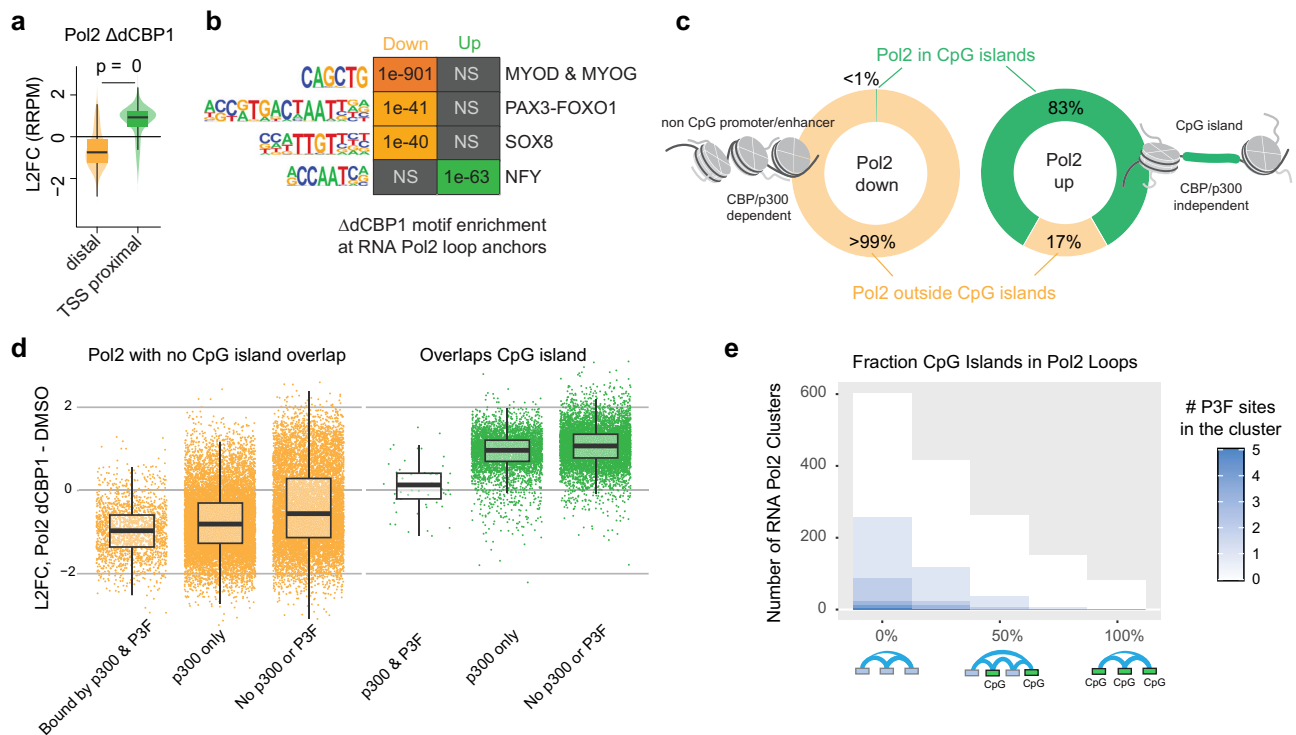 a
Pol2 ΔdCBP1
p = 0
L2FC (RRPM)
2
0
-2
distal
TSS proximal
b
Down
Up
CAGCTG
1e-901
NS
MYOD & MYOG
ACCGTGACTAATTGA
1e-41
NS
PAX3-FOXO1
CCATTGTTCT
1e-40
NS
SOX8
ACCAATCA
NS
1e-63
NFY
ΔdCBP1 motif enrichment
at RNA Pol2 loop anchors
c
Pol2 in CpG islands
<1%
83%
non CpG promoter/enhancer
CpG island
Pol2
down
Pol2
up
CBP/p300
dependent
CBP/p300
independent
>99%
17%
Pol2 outside CpG islands
d
Pol2 with no CpG island overlap
Overlaps CpG island
L2FC, Pol2 dCBP1 - DMSO
2
0
−2
Bound by p300 & P3F
p300 only
No p300 or P3F
p300 & P3F
p300 only
No p300 or P3F
e
Fraction CpG Islands in Pol2 Loops
Number of RNA Pol2 Clusters
600
400
200
0
0%
50%
100%
CpG
CpG
CpG
CpG
CpG
# P3F sites
in the cluster
5
4
3
2
1
0